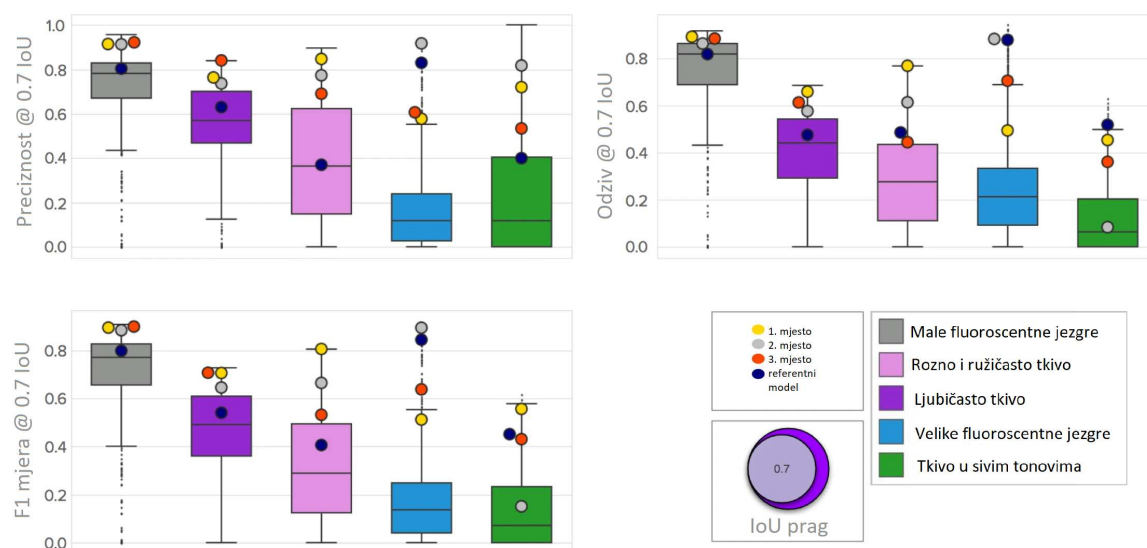 Preciznost @ 0.7 IoU
1.0
0.8
0.6
0.4
0.2
0.0
Odziv @ 0.7 IoU
0.8
0.6
0.4
0.2
0.0
F1 mjera @ 0.7 IoU
0.8
0.6
0.4
0.2
0.0
1. mjesto
2. mjesto
3. mjesto
referentni
model
0.7
IoU prag
Male fluoroscentne jezgre
Rozno i ružičasto tkivo
Ljubičasto tkivo
Velike fluoroscentne jezgre
Tkivo u sivim tonovima